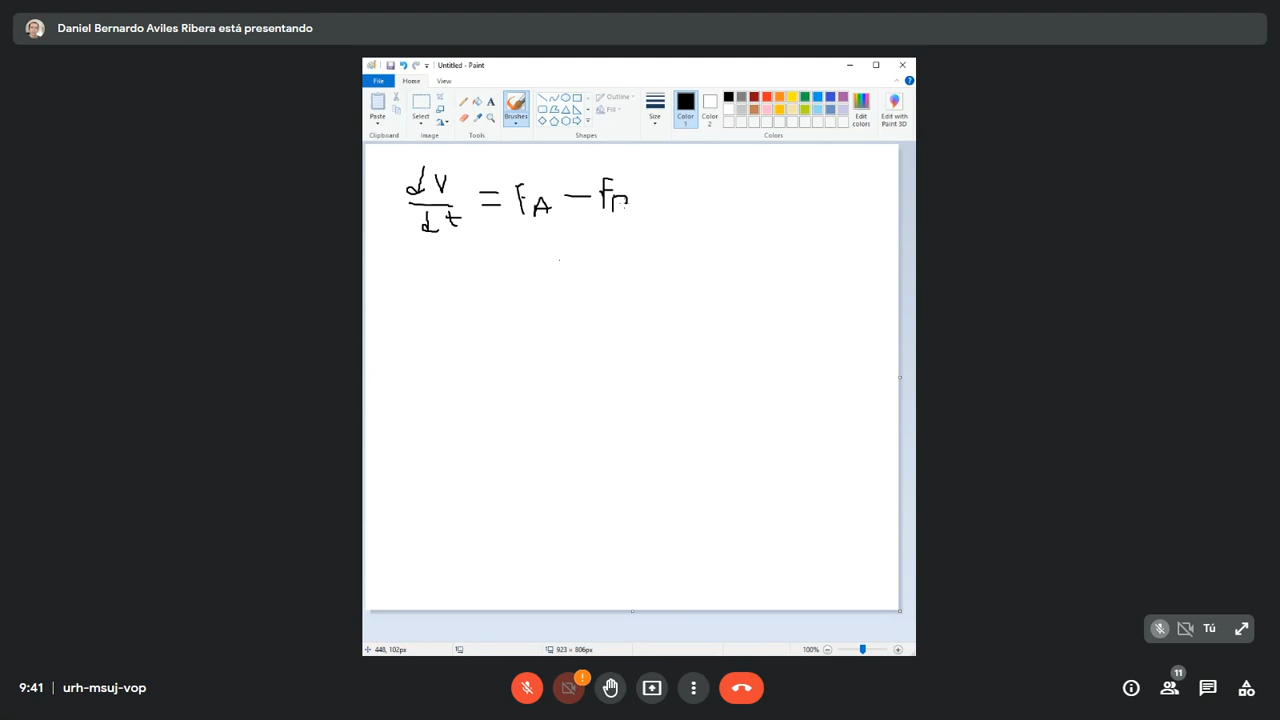 Daniel Bernardo Aviles Ribera está presentando
Untitled - Paint
File Home View
Paste Select Brushes Outline Fill Size Color 1 Color 2 Edit colors Edit with Paint 3D
Clipboard Image Tools Shapes Colors
dV/dt = FA − F
448, 102px 923 × 806px 100%
Tú
9:41 urh-msuj-vop 11